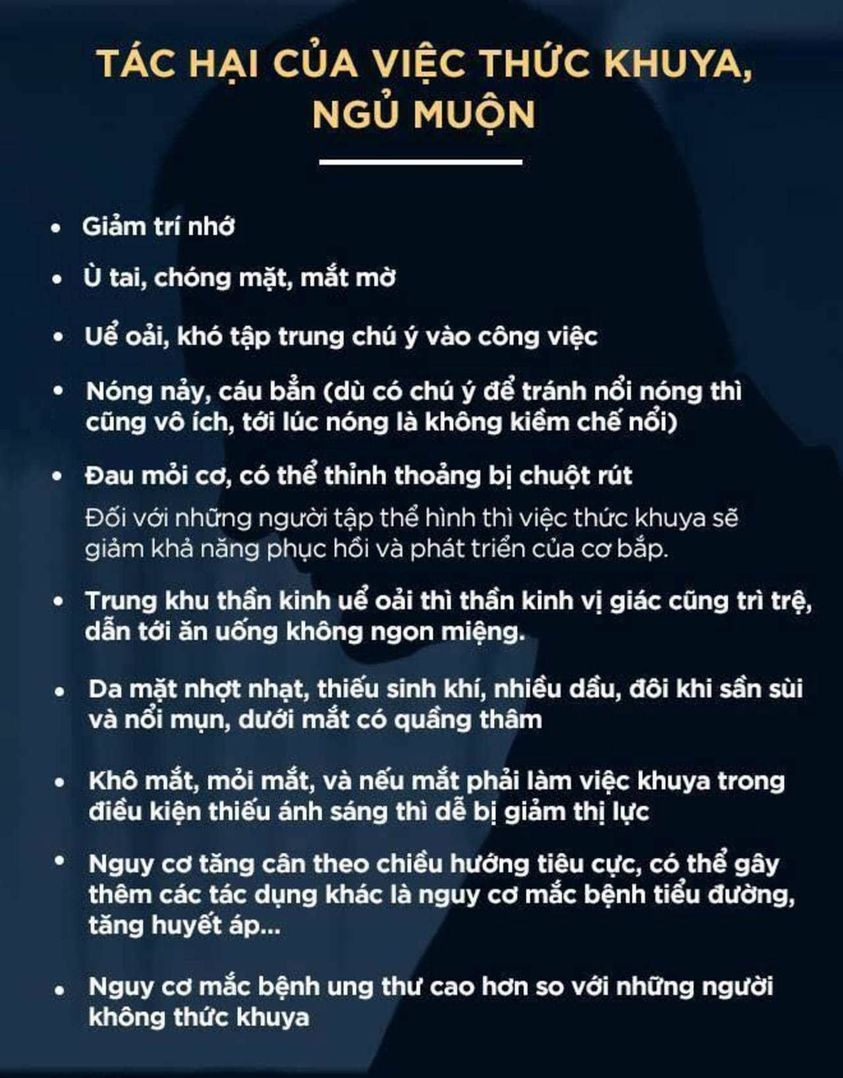 TÁC HẠI CỦA VIỆC THỨC KHUYA,
NGỦ MUỘN
• Giảm trí nhớ
• Ù tai, chóng mặt, mắt mờ
• Uể oải, khó tập trung chú ý vào công việc
• Nóng nảy, cáu bẳn (dù có chú ý để tránh nổi nóng thì
cũng vô ích, tới lúc nóng là không kiềm chế nổi)
• Đau mỏi cơ, có thể thỉnh thoảng bị chuột rút
Đối với những người tập thể hình thì việc thức khuya sẽ
giảm khả năng phục hồi và phát triển của cơ bắp.
• Trung khu thần kinh uể oải thì thần kinh vị giác cũng trì trệ,
dẫn tới ăn uống không ngon miệng.
• Da mặt nhợt nhạt, thiếu sinh khí, nhiều dầu, đôi khi sần sùi
và nổi mụn, dưới mắt có quầng thâm
• Khô mắt, mỏi mắt, và nếu mắt phải làm việc khuya trong
điều kiện thiếu ánh sáng thì dễ bị giảm thị lực
• Nguy cơ tăng cân theo chiều hướng tiêu cực, có thể gây
thêm các tác dụng khác là nguy cơ mắc bệnh tiểu đường,
tăng huyết áp...
• Nguy cơ mắc bệnh ung thư cao hơn so với những người
không thức khuya